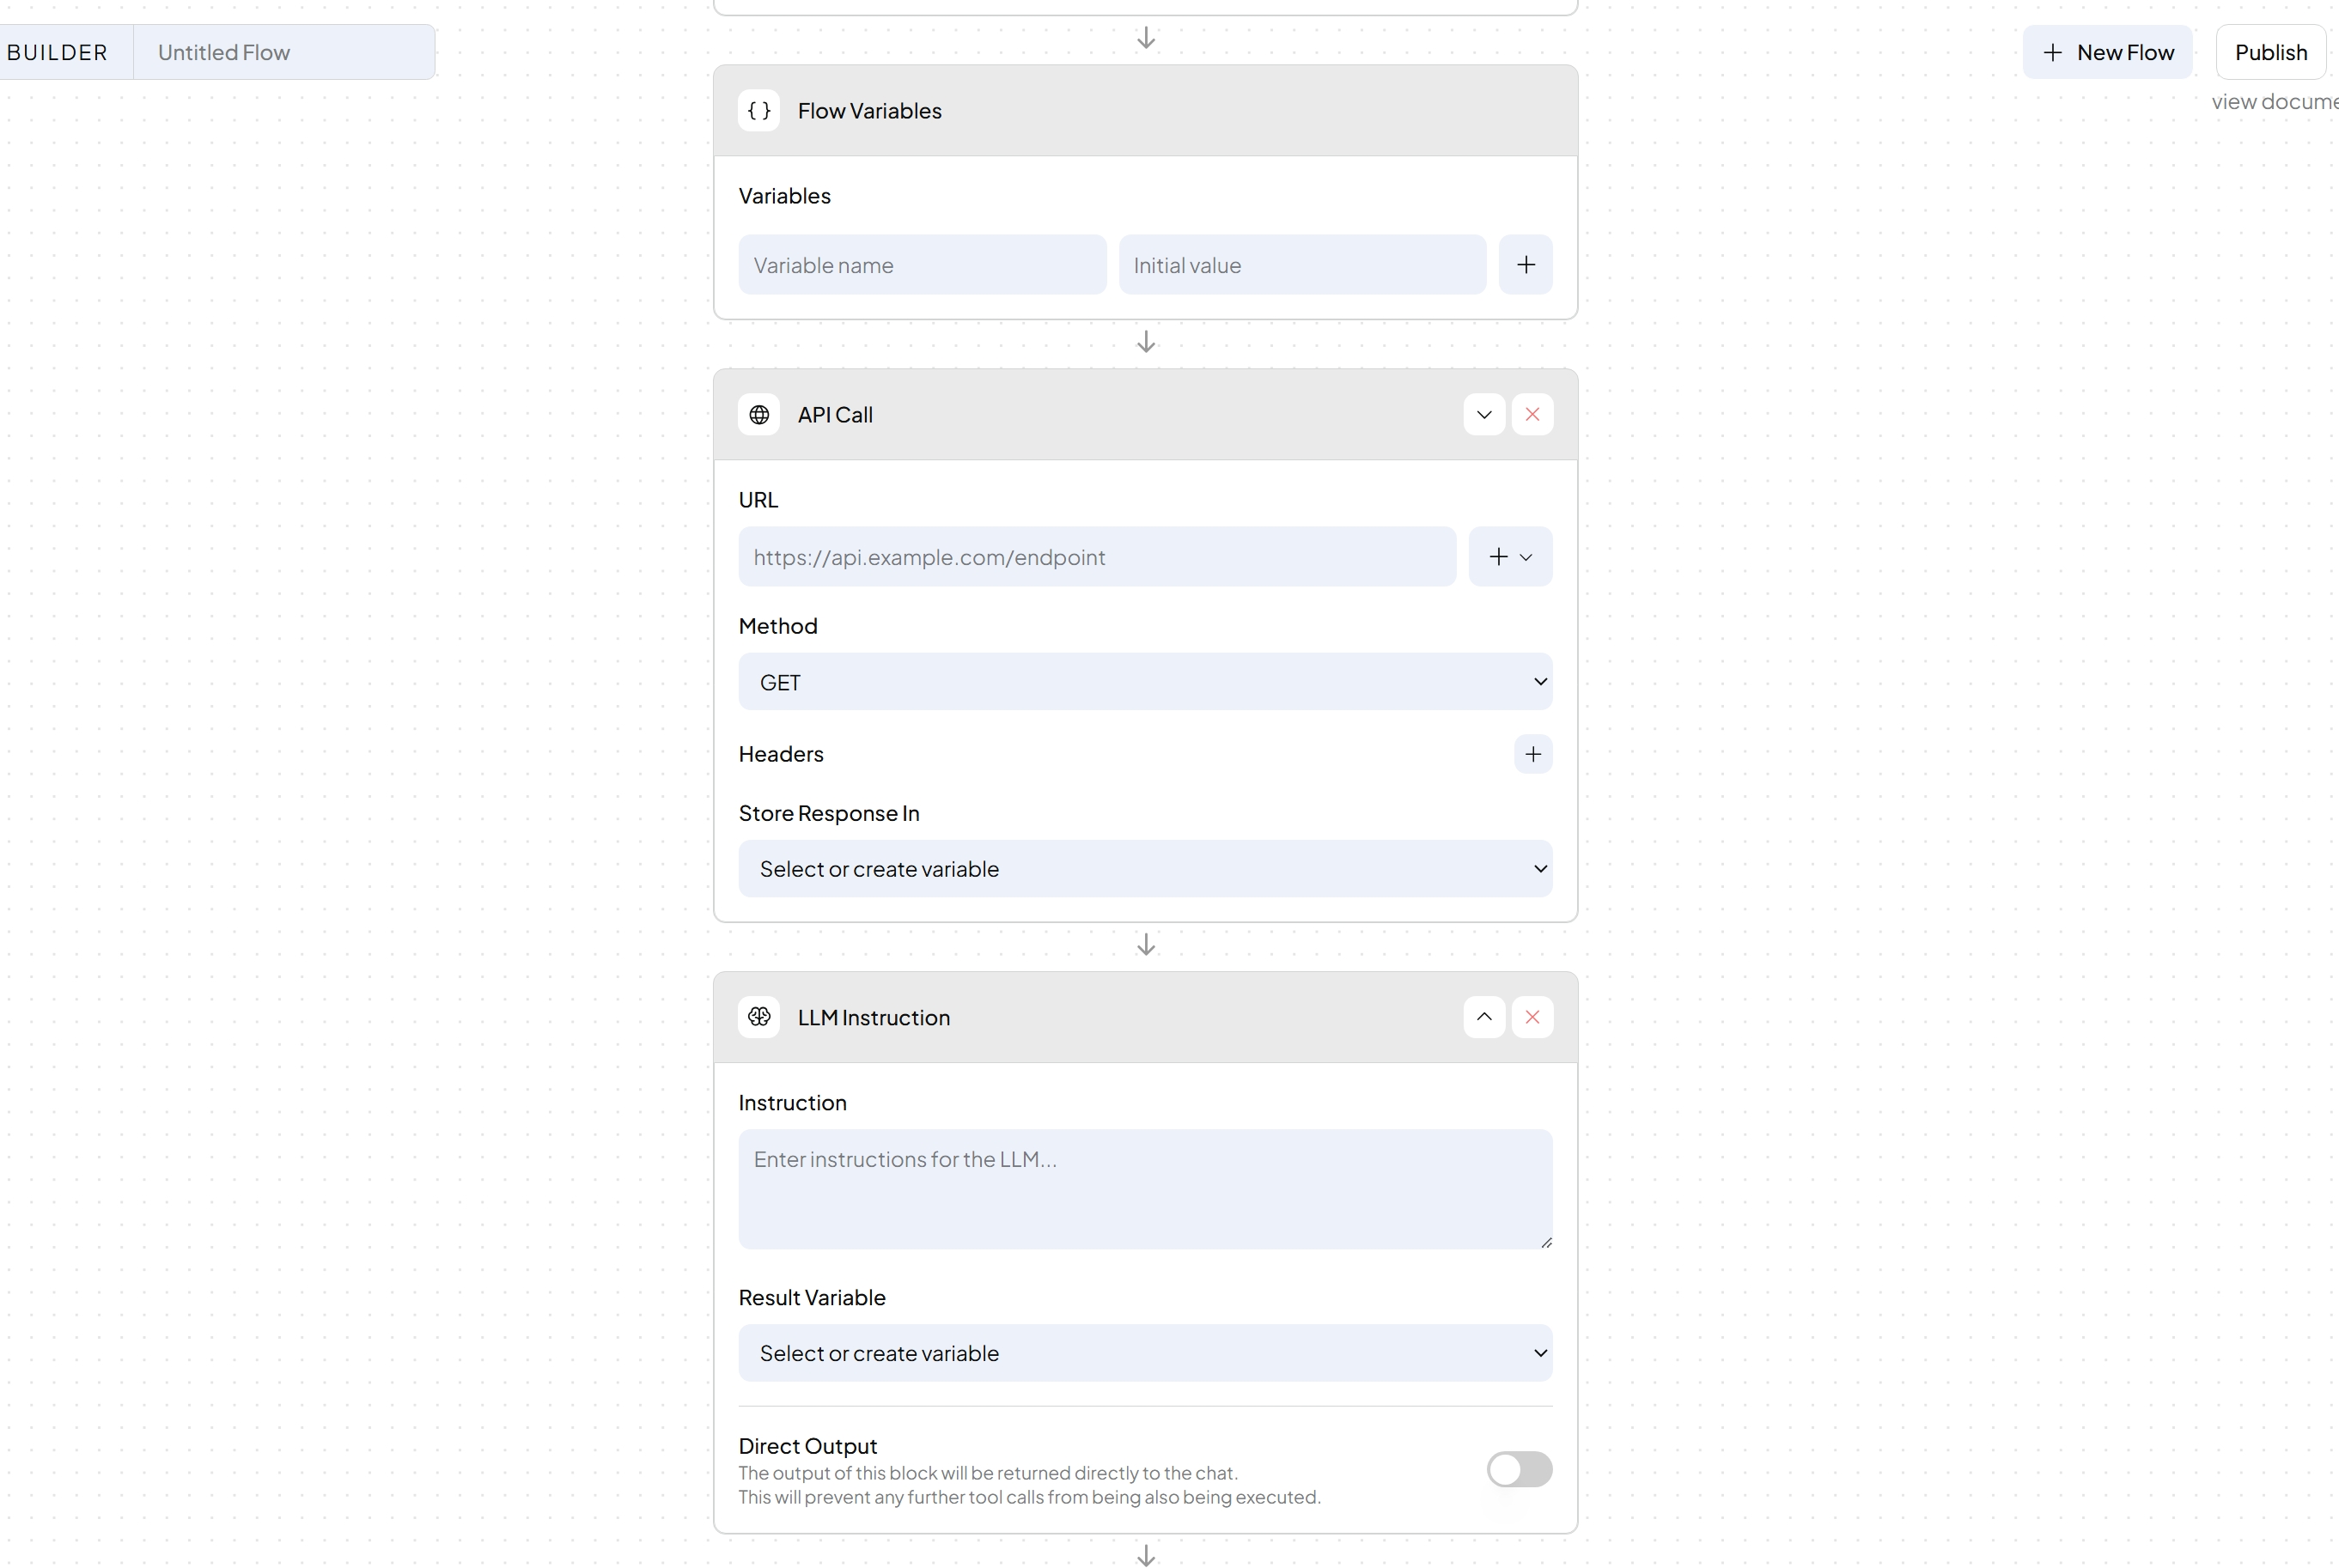 BUILDER
Untitled Flow
New Flow
Publish
view docume
{ } Flow Variables
Variables
Variable name
Initial value
API Call
URL
https://api.example.com/endpoint
Method
GET
Headers
Store Response In
Select or create variable
LLM Instruction
Instruction
Enter instructions for the LLM...
Result Variable
Select or create variable
Direct Output
The output of this block will be returned directly to the chat.
This will prevent any further tool calls from being also being executed.